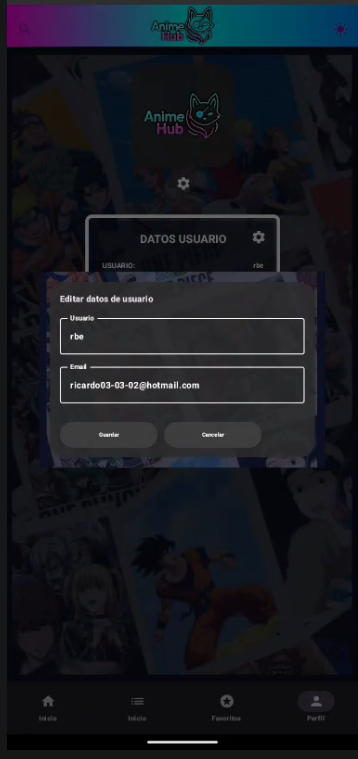 Anime
Hub
Anime
Hub
DATOS USUARIO
USUARIO: rbe
Editar datos de usuario
Usuario
rbe
Email
ricardo03-03-02@hotmail.com
Guardar Cancelar
Inicio Inicio Favoritos Perfil